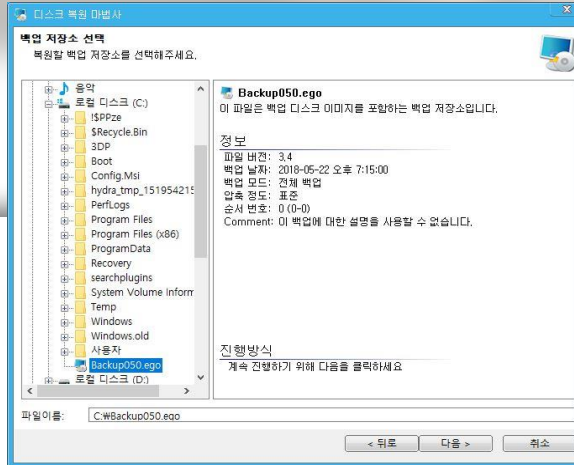 디스크 복원 마법사
백업 저장소 선택
복원할 백업 저장소를 선택해주세요.
음악
로컬 디스크 (C:)
!$PPze
$Recycle.Bin
3DP
Boot
Config.Msi
hydra_tmp_151954215
PerfLogs
Program Files
Program Files (x86)
ProgramData
Recovery
searchplugins
System Volume Inform
Temp
Windows
Windows.old
사용자
Backup050.ego
로컬 디스크 (D:)
Backup050.ego
이 파일은 백업 디스크 이미지를 포함하는 백업 저장소입니다.
정보
파일 버전: 3,4
백업 날짜: 2018-05-22 오후 7:15:00
백업 모드: 전체 백업
압축 정도: 표준
순서 번호: 0 (0-0)
Comment: 이 백업에 대한 설명을 사용할 수 없습니다.
진행방식
계속 진행하기 위해 다음을 클릭하세요
파일이름: C:₩Backup050.ego
< 뒤로 다음 > 취소